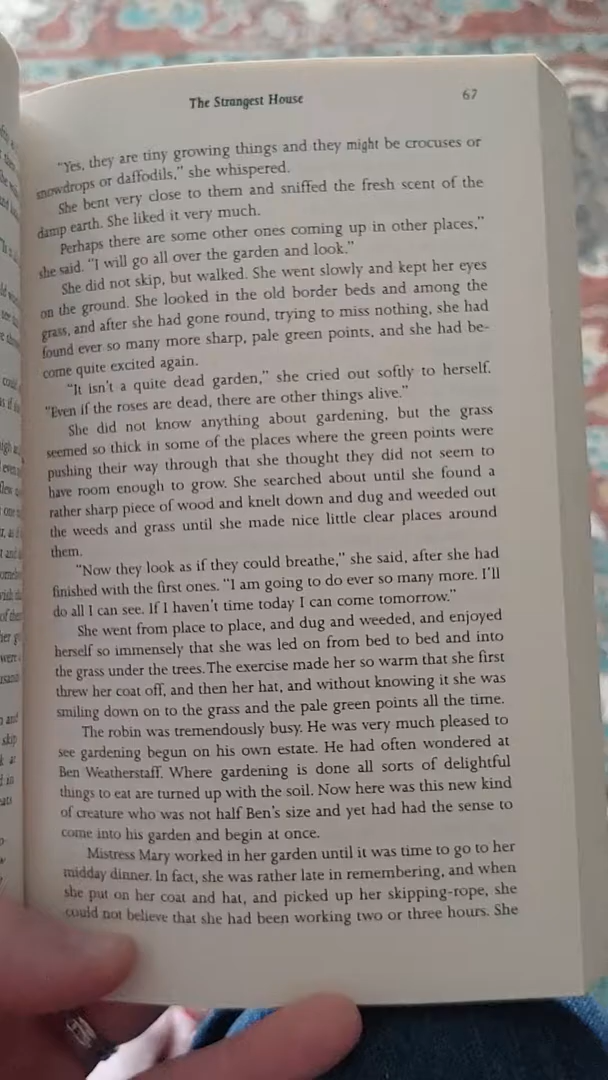 The Strangest House 67
"Yes, they are tiny growing things and they might be crocuses or
snowdrops or daffodils," she whispered.
She bent very close to them and sniffed the fresh scent of the
damp earth. She liked it very much.
Perhaps there are some other ones coming up in other places,"
she said. "I will go all over the garden and look."
She did not skip, but walked. She went slowly and kept her eyes
on the ground. She looked in the old border beds and among the
grass, and after she had gone round, trying to miss nothing, she had
found ever so many more sharp, pale green points, and she had be-
come quite excited again.
"It isn't a quite dead garden," she cried out softly to herself.
"Even if the roses are dead, there are other things alive."
She did not know anything about gardening, but the grass
seemed so thick in some of the places where the green points were
pushing their way through that she thought they did not seem to
have room enough to grow. She searched about until she found a
rather sharp piece of wood and knelt down and dug and weeded out
the weeds and grass until she made nice little clear places around
them.
"Now they look as if they could breathe," she said, after she had
finished with the first ones. "I am going to do ever so many more. I'll
do all I can see. If I haven't time today I can come tomorrow."
She went from place to place, and dug and weeded, and enjoyed
herself so immensely that she was led on from bed to bed and into
the grass under the trees. The exercise made her so warm that she first
threw her coat off, and then her hat, and without knowing it she was
smiling down on to the grass and the pale green points all the time.
The robin was tremendously busy. He was very much pleased to
see gardening begun on his own estate. He had often wondered at
Ben Weatherstaff. Where gardening is done all sorts of delightful
things to eat are turned up with the soil. Now here was this new kind
of creature who was not half Ben's size and yet had had the sense to
come into his garden and begin at once.
Mistress Mary worked in her garden until it was time to go to her
midday dinner. In fact, she was rather late in remembering, and when
she put on her coat and hat, and picked up her skipping-rope, she
could not believe that she had been working two or three hours. She